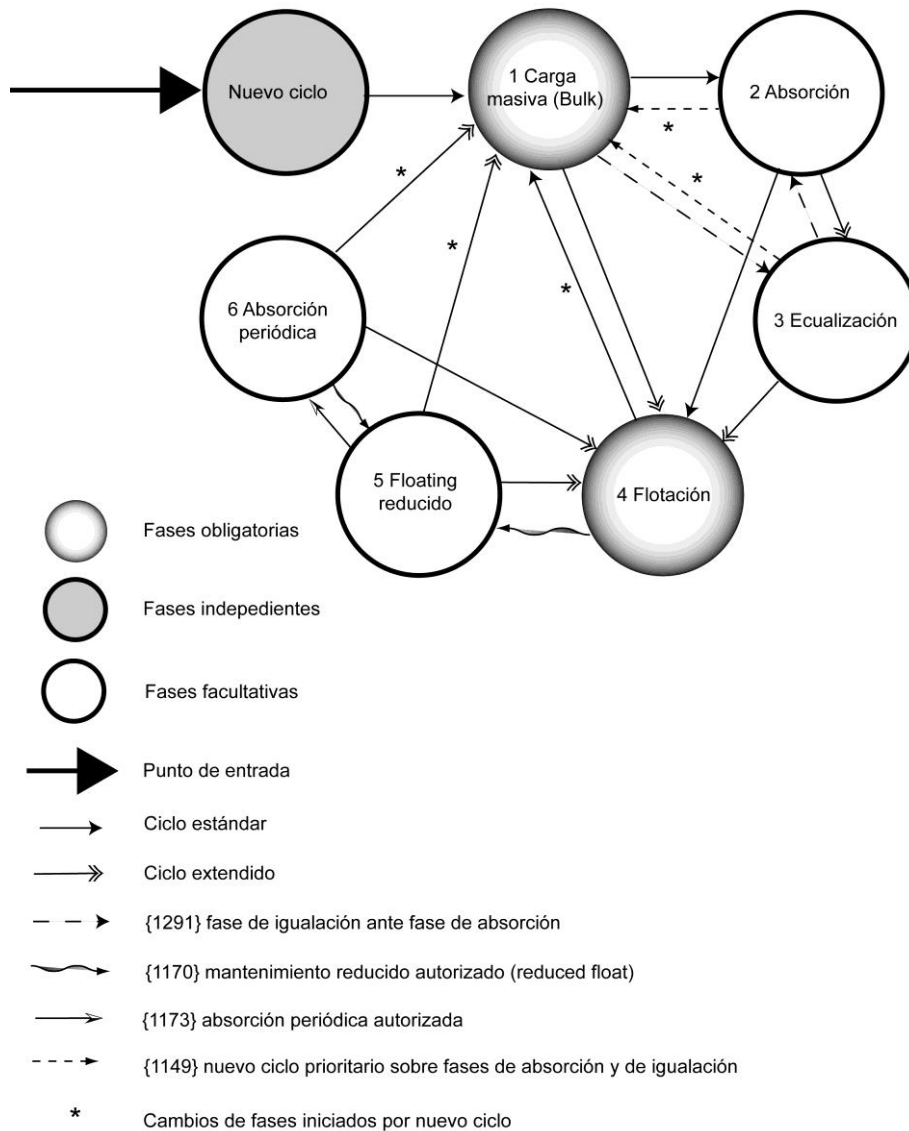 Nuevo ciclo
1 Carga
masiva (Bulk)
2 Absorción
*
*
*
*
*
6 Absorción
periódica
3 Ecualización
5 Floating
reducido
4 Flotación
Fases obligatorias
Fases indepedientes
Fases facultativas
Punto de entrada
Ciclo estándar
Ciclo extendido
{1291} fase de igualación ante fase de absorción
{1170} mantenimiento reducido autorizado (reduced float)
{1173} absorción periódica autorizada
{1149} nuevo ciclo prioritario sobre fases de absorción y de igualación
* Cambios de fases iniciados por nuevo ciclo